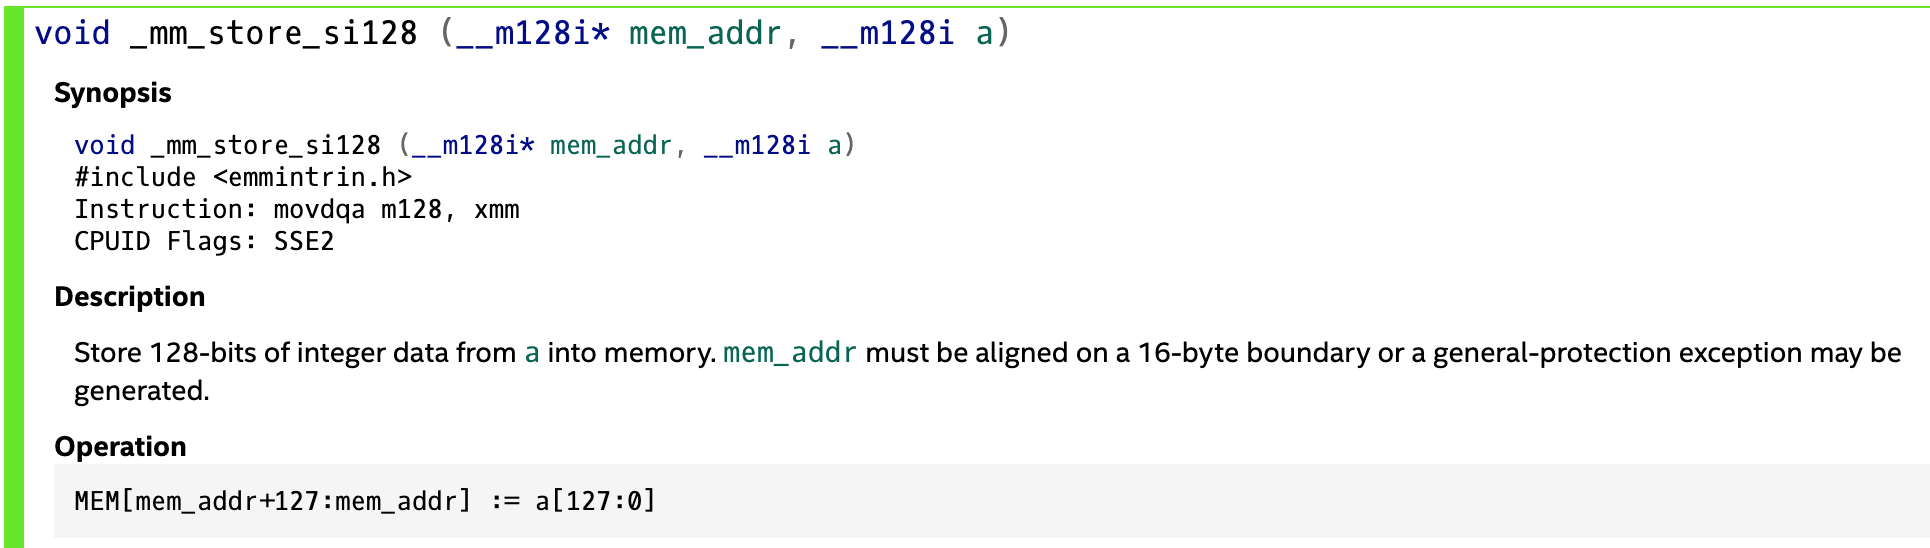 void _mm_store_si128 (__m128i* mem_addr, __m128i a)
Synopsis
void _mm_store_si128 (__m128i* mem_addr, __m128i a)
#include <emmintrin.h>
Instruction: movdqa m128, xmm
CPUID Flags: SSE2
Description
Store 128-bits of integer data from a into memory. mem_addr must be aligned on a 16-byte boundary or a general-protection exception may be
generated.
Operation
MEM[mem_addr+127:mem_addr] := a[127:0]